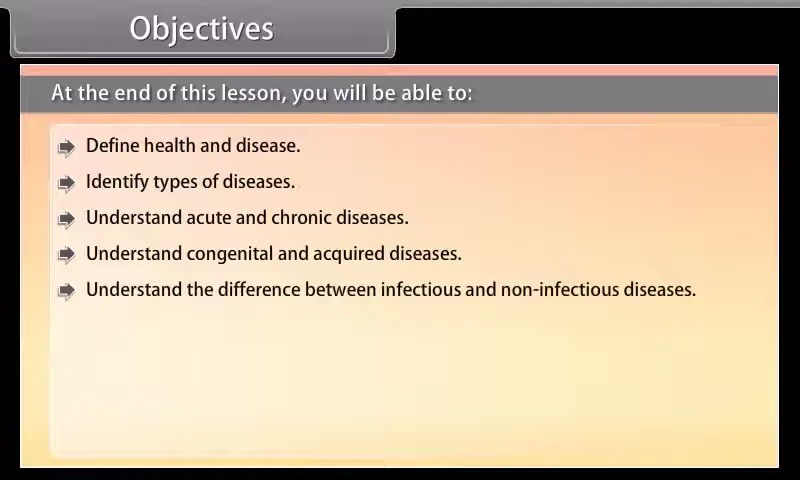 Objectives
At the end of this lesson, you will be able to:
Define health and disease.
Identify types of diseases.
Understand acute and chronic diseases.
Understand congenital and acquired diseases.
Understand the difference between infectious and non-infectious diseases.